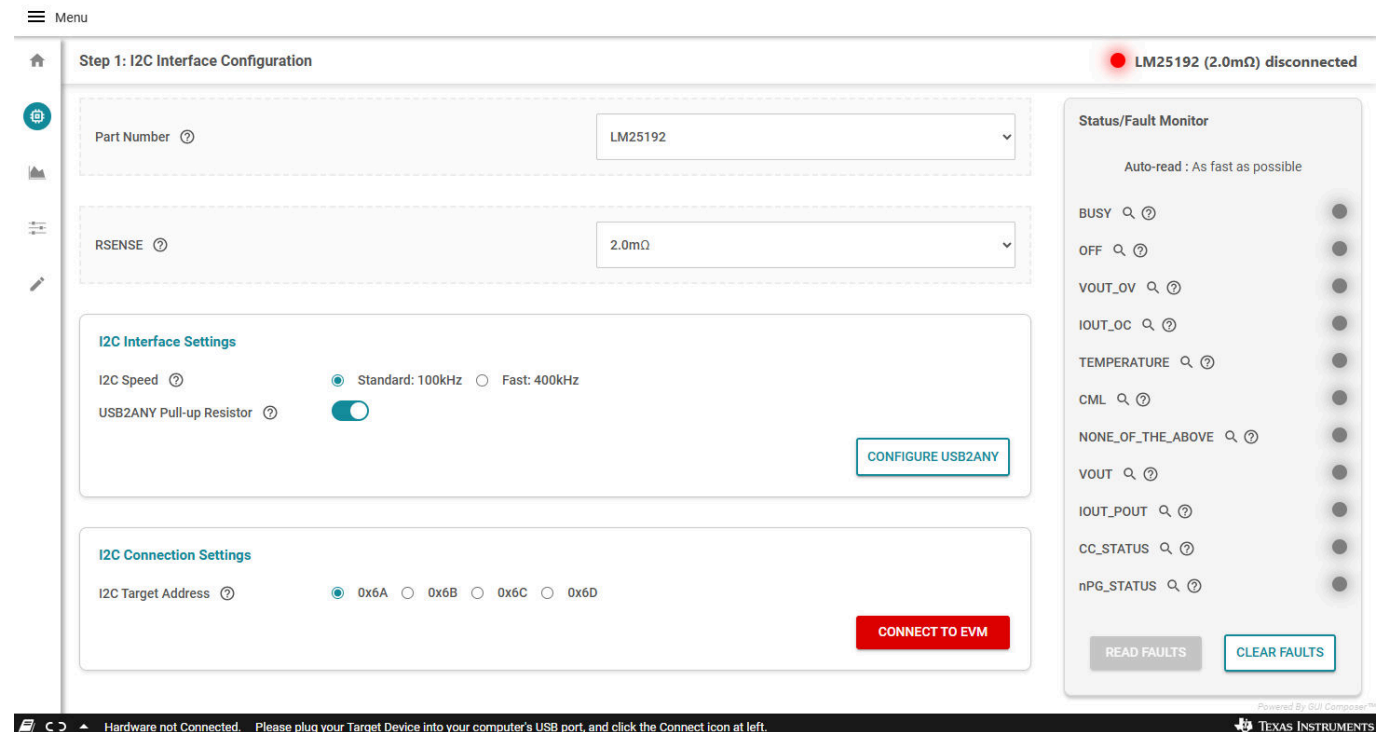 Menu
Step 1: I2C Interface Configuration
LM25192 (2.0mΩ) disconnected
Part Number
LM25192
RSENSE
2.0mΩ
I2C Interface Settings
I2C Speed
Standard: 100kHz
Fast: 400kHz
USB2ANY Pull-up Resistor
CONFIGURE USB2ANY
I2C Connection Settings
I2C Target Address
0x6A
0x6B
0x6C
0x6D
CONNECT TO EVM
Status/Fault Monitor
Auto-read : As fast as possible
BUSY
OFF
VOUT_OV
IOUT_OC
TEMPERATURE
CML
NONE_OF_THE_ABOVE
VOUT
IOUT_POUT
CC_STATUS
nPG_STATUS
READ FAULTS
CLEAR FAULTS
Powered By GUI Composer™
Hardware not Connected. Please plug your Target Device into your computer's USB port, and click the Connect icon at left.
TEXAS INSTRUMENTS